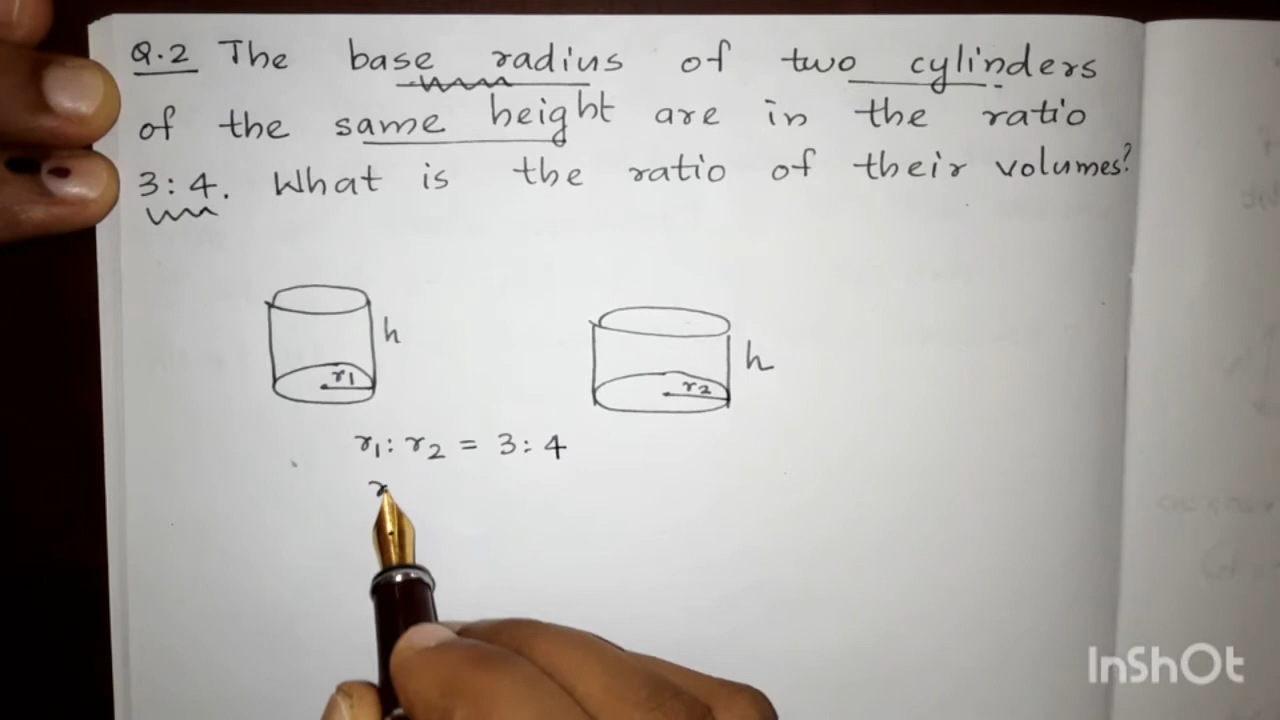 Q.2 The base radius of two cylinders
of the same height are in the ratio
3:4. What is the ratio of their volumes?
h
r1
h
r2
r1:r2 = 3:4
r
InShOt